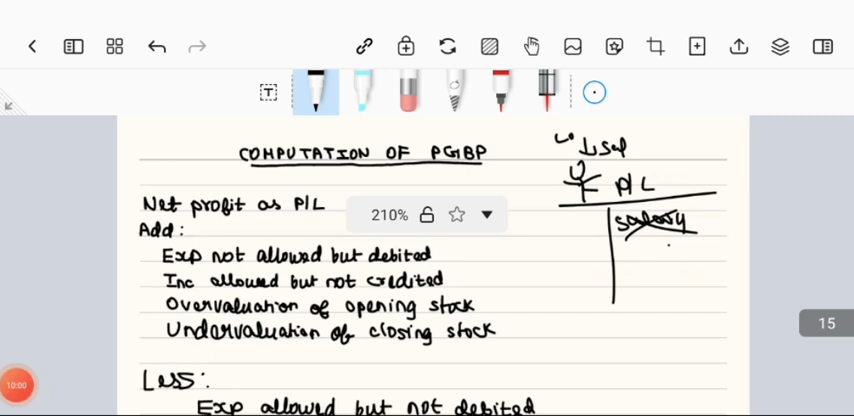 COMPUTATION OF PGBP
P/L
Net profit as P/L
210%
Salary
Add:
Exp not allowed but debited
Inc allowed but not credited
Overvaluation of opening stock
Undervaluation of closing stock
15
10:00
Less:
Exp allowed but not debited